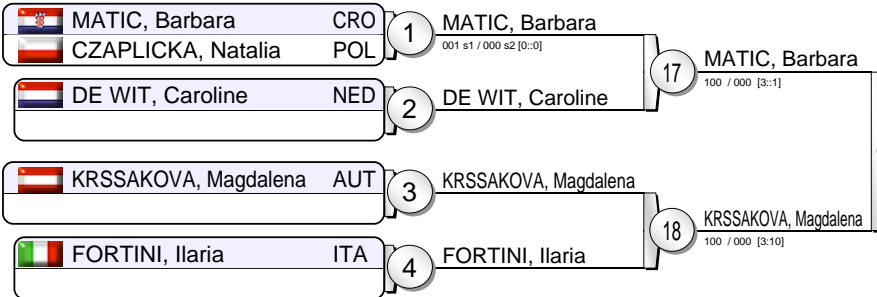 MATIC, Barbara CRO
CZAPLICKA, Natalia POL
1
MATIC, Barbara
001 s1 / 000 s2 [0::0]
DE WIT, Caroline NED
2
DE WIT, Caroline
17
MATIC, Barbara
100 / 000 [3::1]
KRSSAKOVA, Magdalena AUT
3
KRSSAKOVA, Magdalena
FORTINI, Ilaria ITA
4
FORTINI, Ilaria
18
KRSSAKOVA, Magdalena
100 / 000 [3:10]